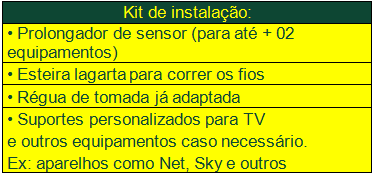 Kit de instalação:
• Prolongador de sensor (para até + 02
equipamentos)
• Esteira lagarta para correr os fios
• Régua de tomada já adaptada
• Suportes personalizados para TV
e outros equipamentos caso necessário.
Ex: aparelhos como Net, Sky e outros